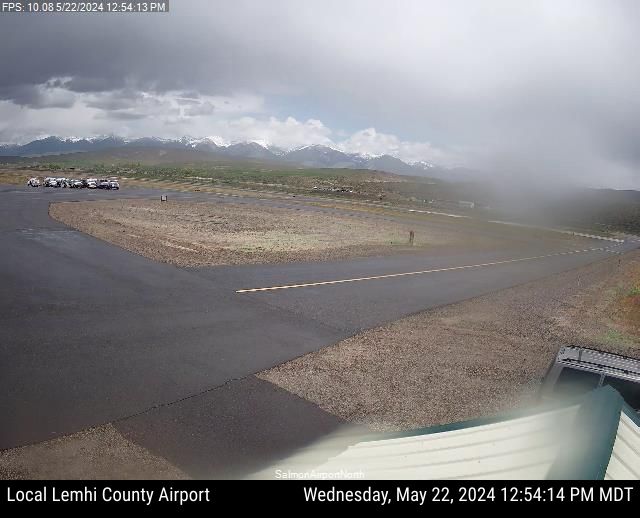 FPS: 10.08 5/22/2024 12:54:13 PM
SalmonAirportNorth
Local Lemhi County Airport Wednesday, May 22, 2024 12:54:14 PM MDT